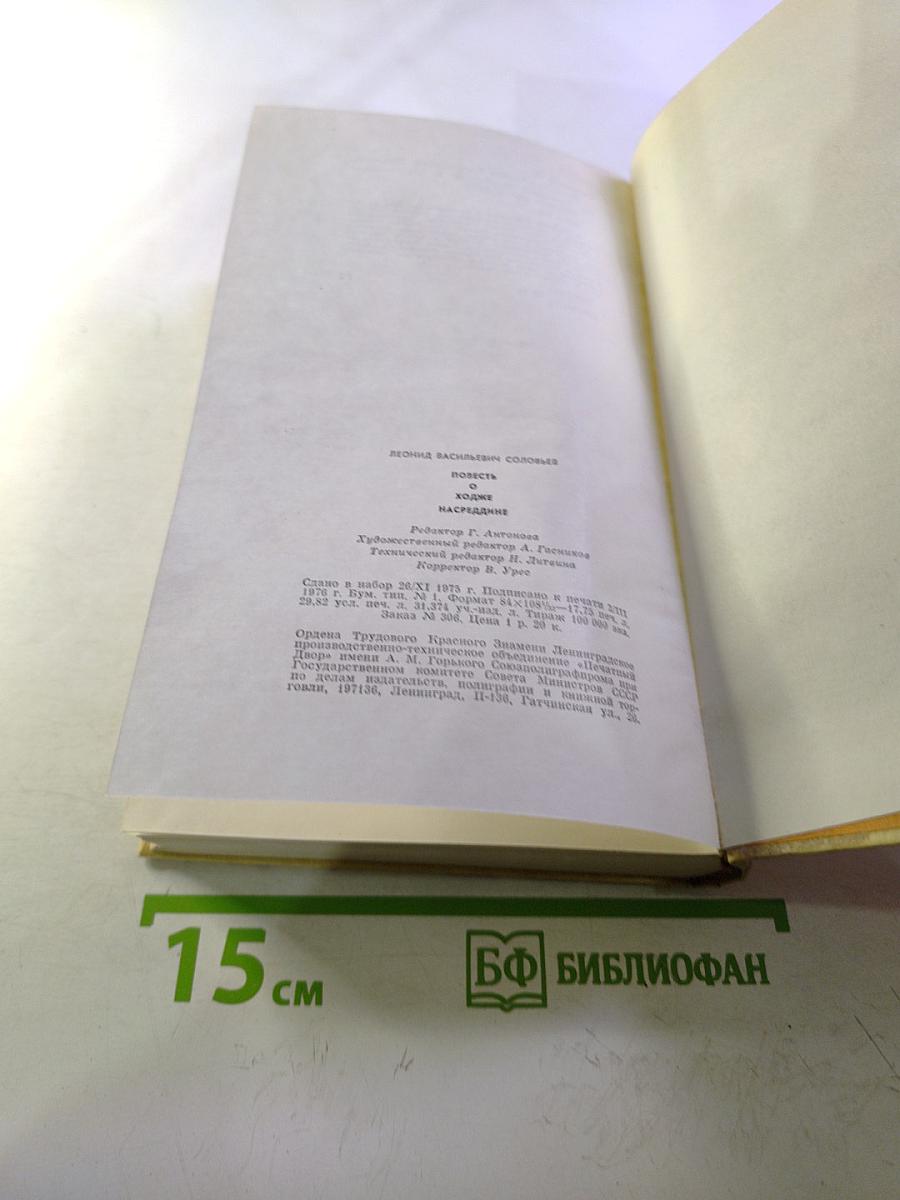 ЛЕОНИД ВАСИЛЬЕВИЧ СОЛОВЬЕВ
ПОВЕСТЬ
О
ХОДЖЕ
НАСРЕДДИНЕ
Редактор Г. Антонова
Художественный редактор А. Гасников
Технический редактор Н. Литвина
Корректор В. Урес
Сдано в набор 26/XI 1975 г. Подписано к печати 2/III
1976 г. Бум. тип. № 1. Формат 84×108¹/₃₂—17,75 печ. л.
29,82 усл. печ. л. 31,374 уч.-изд. л. Тираж 100 000 экз.
Заказ № 306. Цена 1 р. 20 к.
Ордена Трудового Красного Знамени Ленинградское
производственно-техническое объединение «Печатный
Двор» имени А. М. Горького Союзполиграфпрома при
Государственном комитете Совета Министров СССР
по делам издательств, полиграфии и книжной тор-
говли, 197136, Ленинград, П-136, Гатчинская ул., 26.
15 см
БФ БИБЛИОФАН